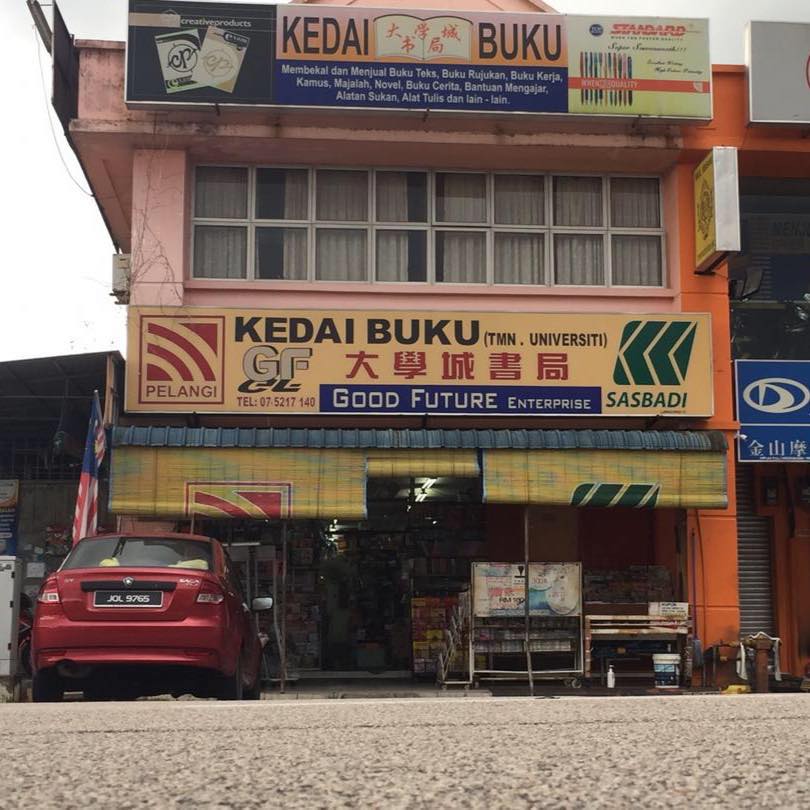 creativeproducts
KEDAI 大學城書局 BUKU
STANDARD
Membekal dan Menjual Buku Teks, Buku Rujukan, Buku Kerja,
Kamus, Majalah, Novel, Buku Cerita, Bantuan Mengajar,
Alatan Sukan, Alat Tulis dan lain - lain.
KEDAI BUKU (TMN . UNIVERSITI)
PELANGI
GF
大學城書局
TEL: 07-5217 140
GOOD FUTURE ENTERPRISE
SASBADI
金山摩
SAGA
JQL 9765